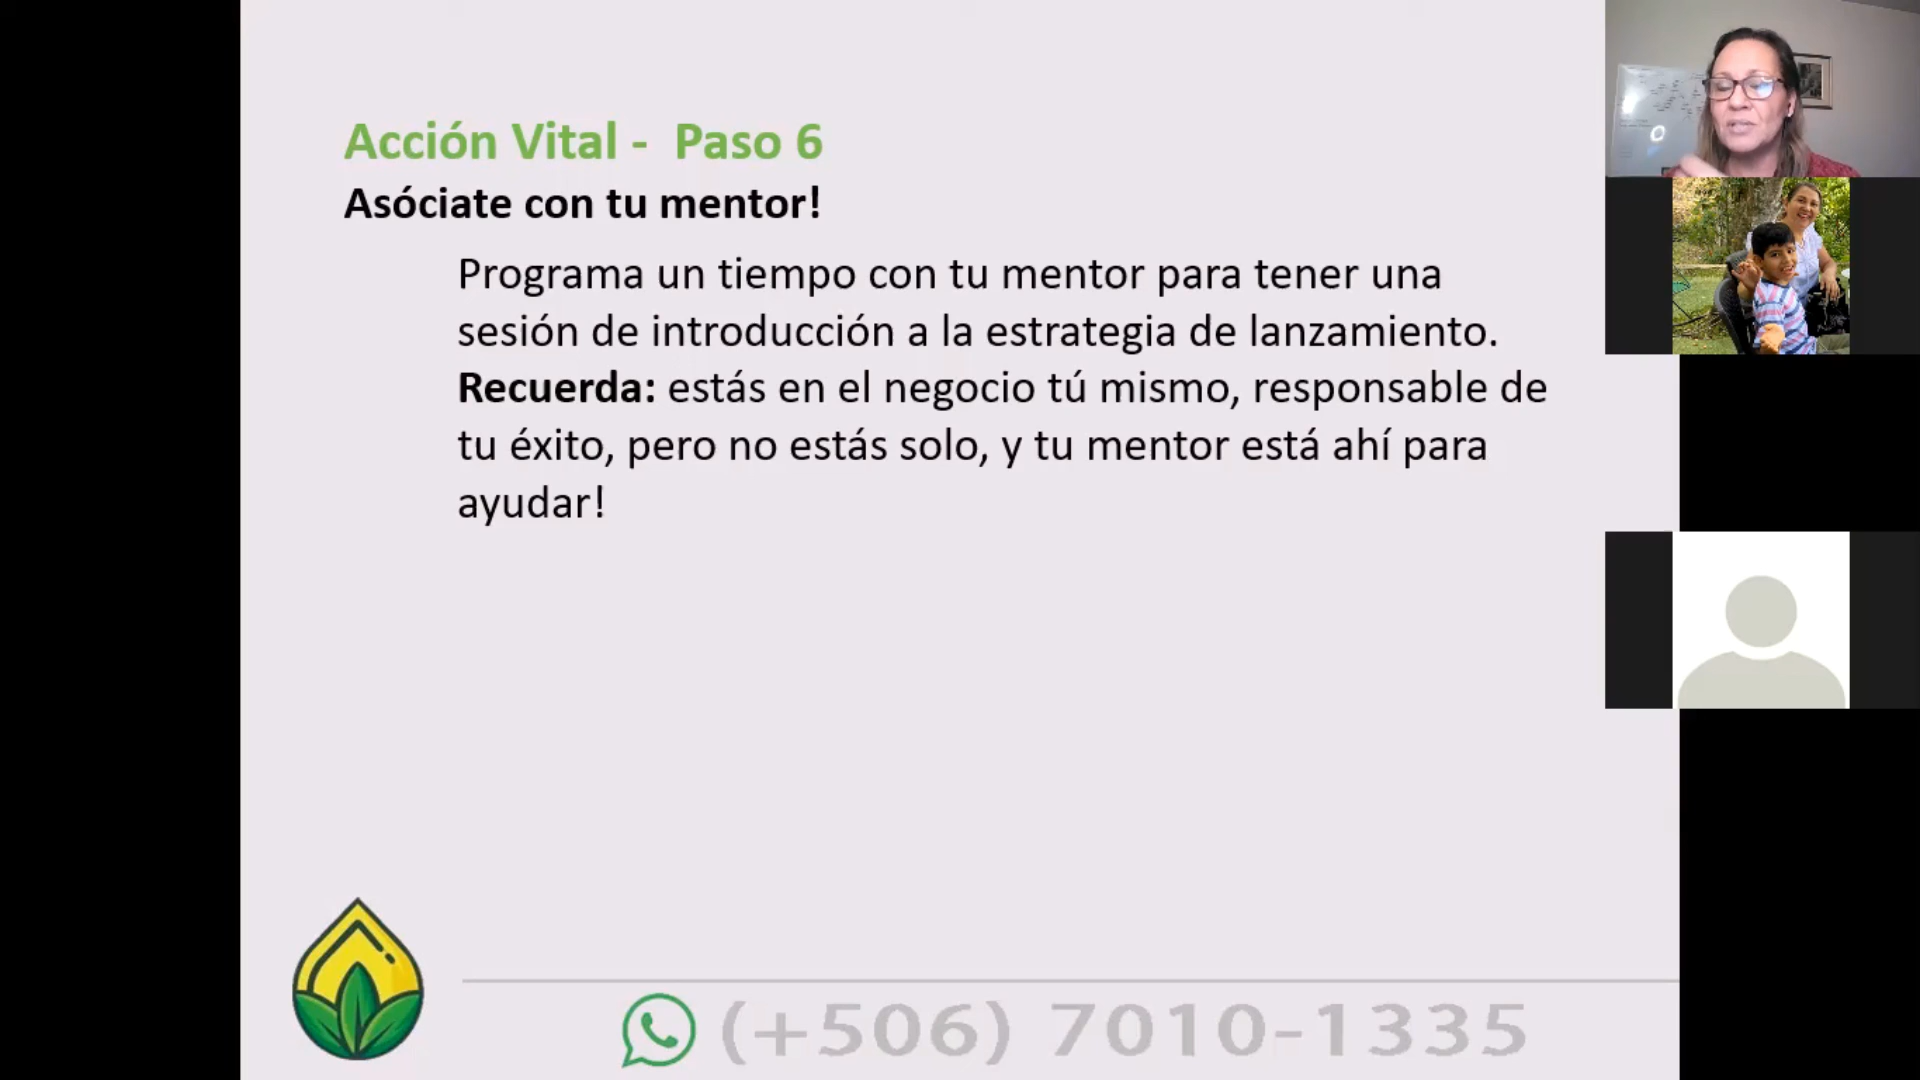 Acción Vital -  Paso 6
Asóciate con tu mentor!
Programa un tiempo con tu mentor para tener una
sesión de introducción a la estrategia de lanzamiento.
Recuerda: estás en el negocio tú mismo, responsable de
tu éxito, pero no estás solo, y tu mentor está ahí para
ayudar!
(+506) 7010-1335